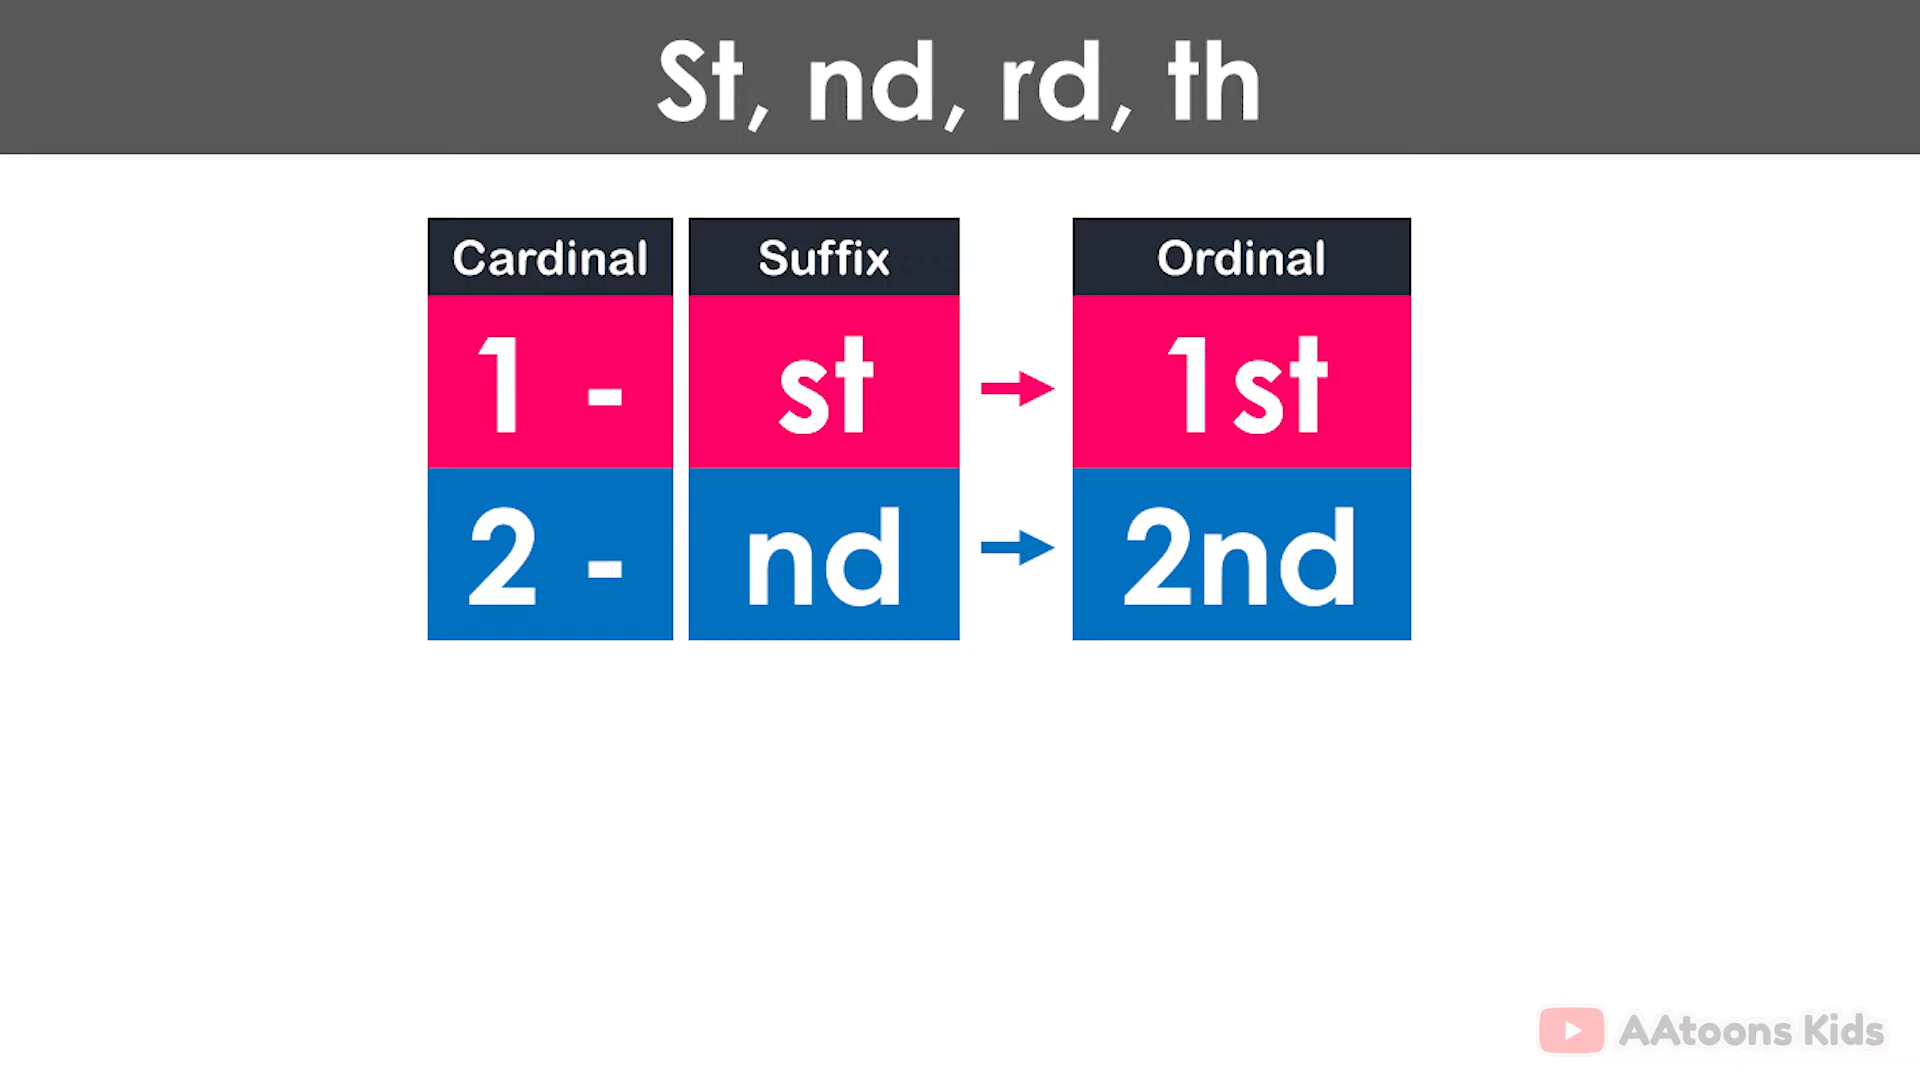 St, nd, rd, th
Cardinal Suffix Ordinal
1 - st 1st
2 - nd 2nd
AAtoons Kids